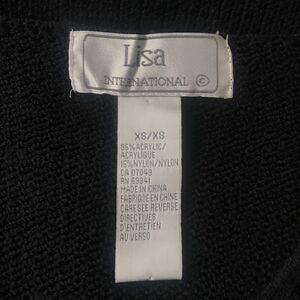 Lisa
INTERNATIONAL ©
XS/XS
85% ACRYLIC/
ACRYLIQUE
15% NYLON/NYLON
CA 07049
RN 69941
MADE IN CHINA
FABRIQUE EN CHINE
CARE SEE REVERSE
DIRECTIVES
D'ENTRETIEN
AU VERSO